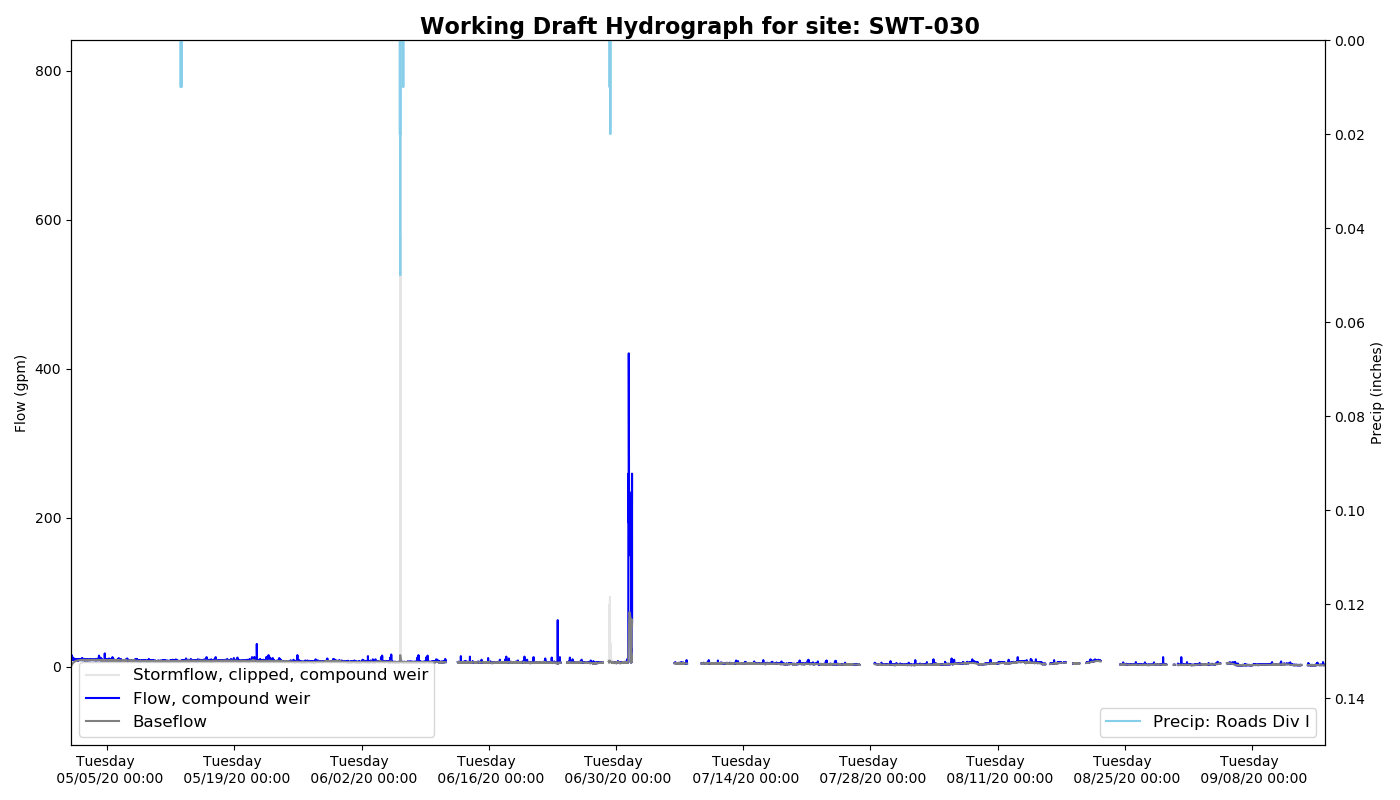 Working Draft Hydrograph for site: SWT-030
800
600
400
200
0
Flow (gpm)
0.00
0.02
0.04
0.06
0.08
0.10
0.12
0.14
Precip (inches)
Stormflow, clipped, compound weir
Flow, compound weir
Baseflow
Precip: Roads Div I
Tuesday
05/05/20 00:00
Tuesday
05/19/20 00:00
Tuesday
06/02/20 00:00
Tuesday
06/16/20 00:00
Tuesday
06/30/20 00:00
Tuesday
07/14/20 00:00
Tuesday
07/28/20 00:00
Tuesday
08/11/20 00:00
Tuesday
08/25/20 00:00
Tuesday
09/08/20 00:00